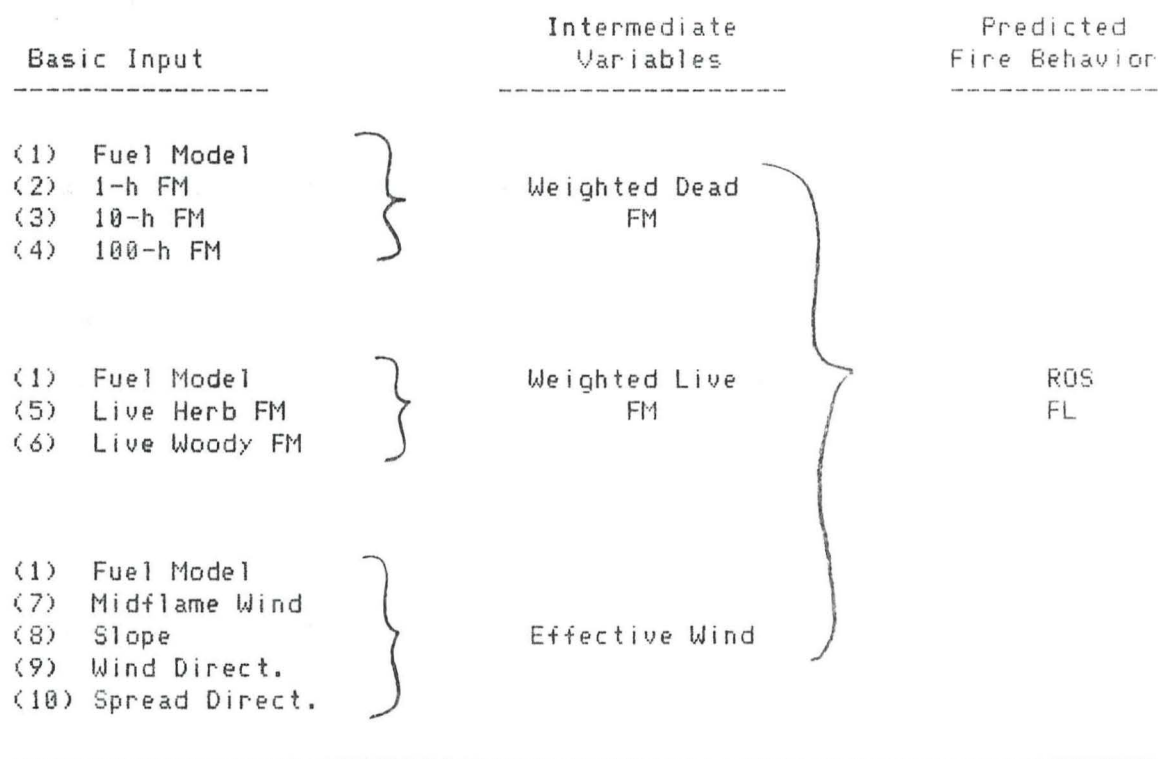 Intermediate Predicted
Basic Input Variables Fire Behavior
(1) Fuel Model
(2) 1-h FM Weighted Dead
(3) 10-h FM FM
(4) 100-h FM
(1) Fuel Model Weighted Live ROS
(5) Live Herb FM FM FL
(6) Live Woody FM
(1) Fuel Model
(7) Midflame Wind
(8) Slope Effective Wind
(9) Wind Direct.
(10) Spread Direct.